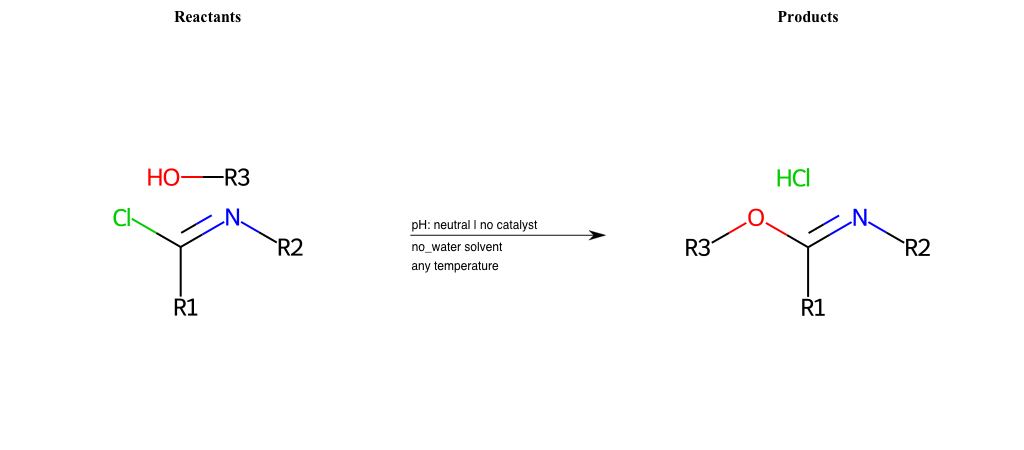 Reactants
Products
HO R3
HCl
Cl N
O N
R2
R3 R2
R1
R1
pH: neutral | no catalyst
no_water solvent
any temperature